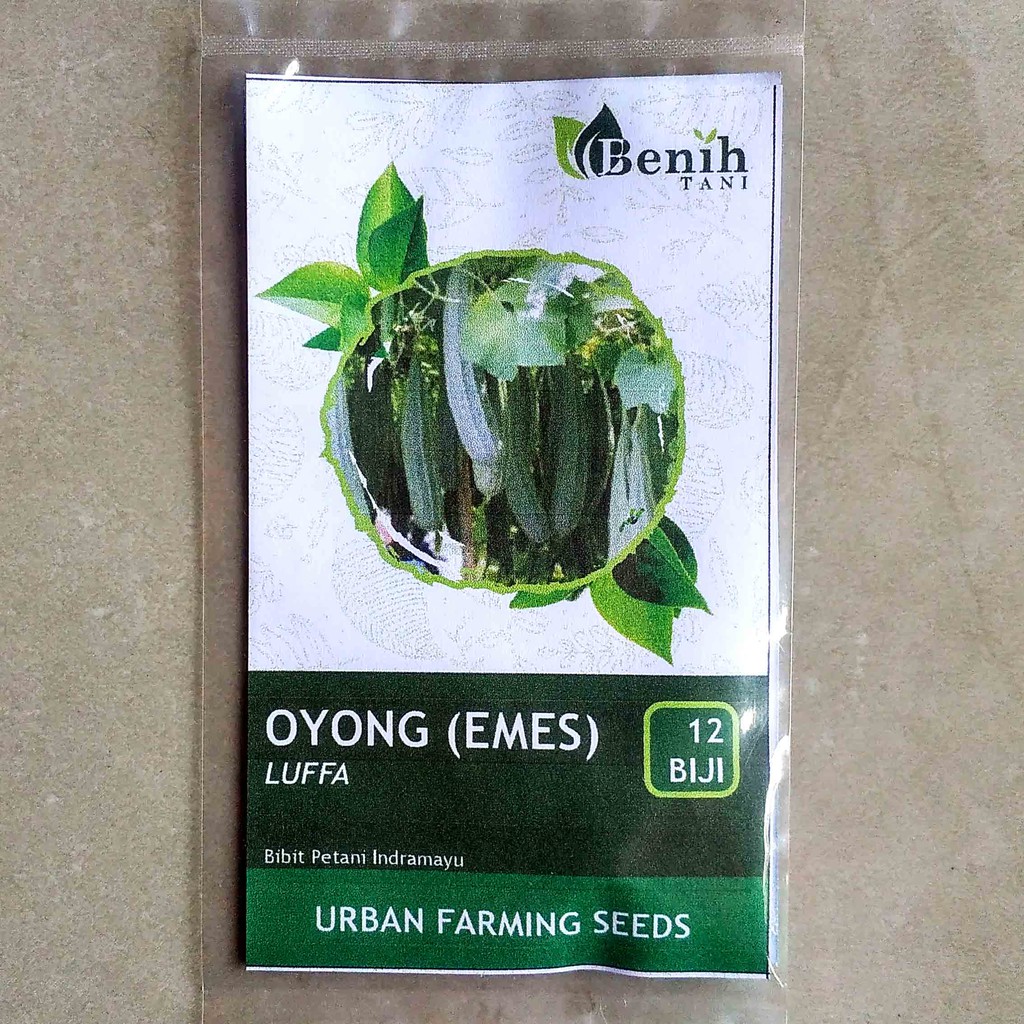 Benih
TANI
OYONG (EMES)
LUFFA
12
BIJI
Bibit Petani Indramayu
URBAN FARMING SEEDS